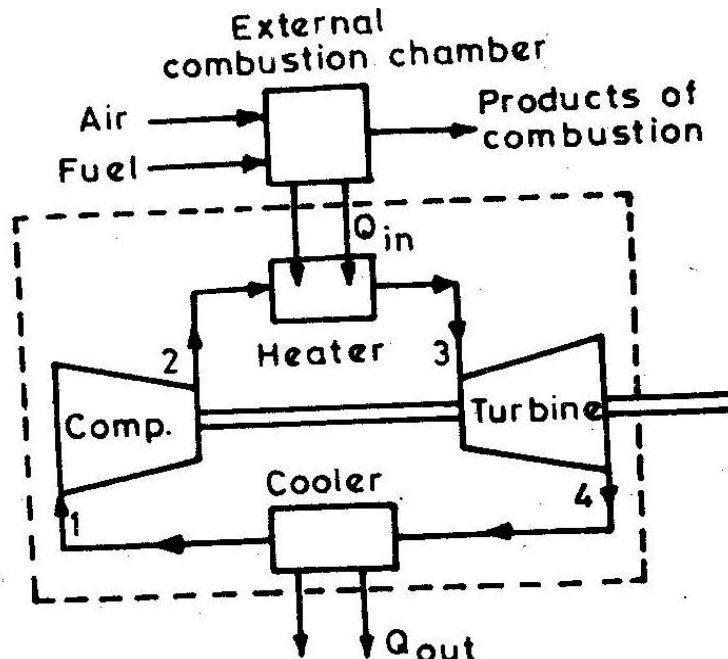 External
combustion chamber
Air
Products of
combustion
Fuel
Qin
2
Heater
3
Comp.
Turbine
Cooler
4
1
Qout